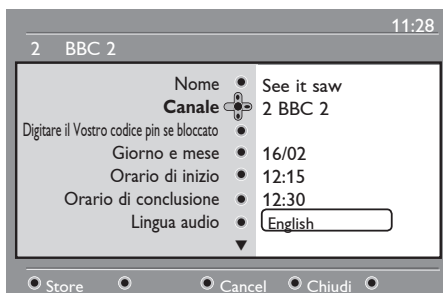 11:28
2 BBC 2
Nome See it saw
Canale 2 BBC 2
Digitare il Vostro codice pin se bloccato
Giorno e mese 16/02
Orario di inizio 12:15
Orario di conclusione 12:30
Lingua audio English
Store Cancel Chiudi